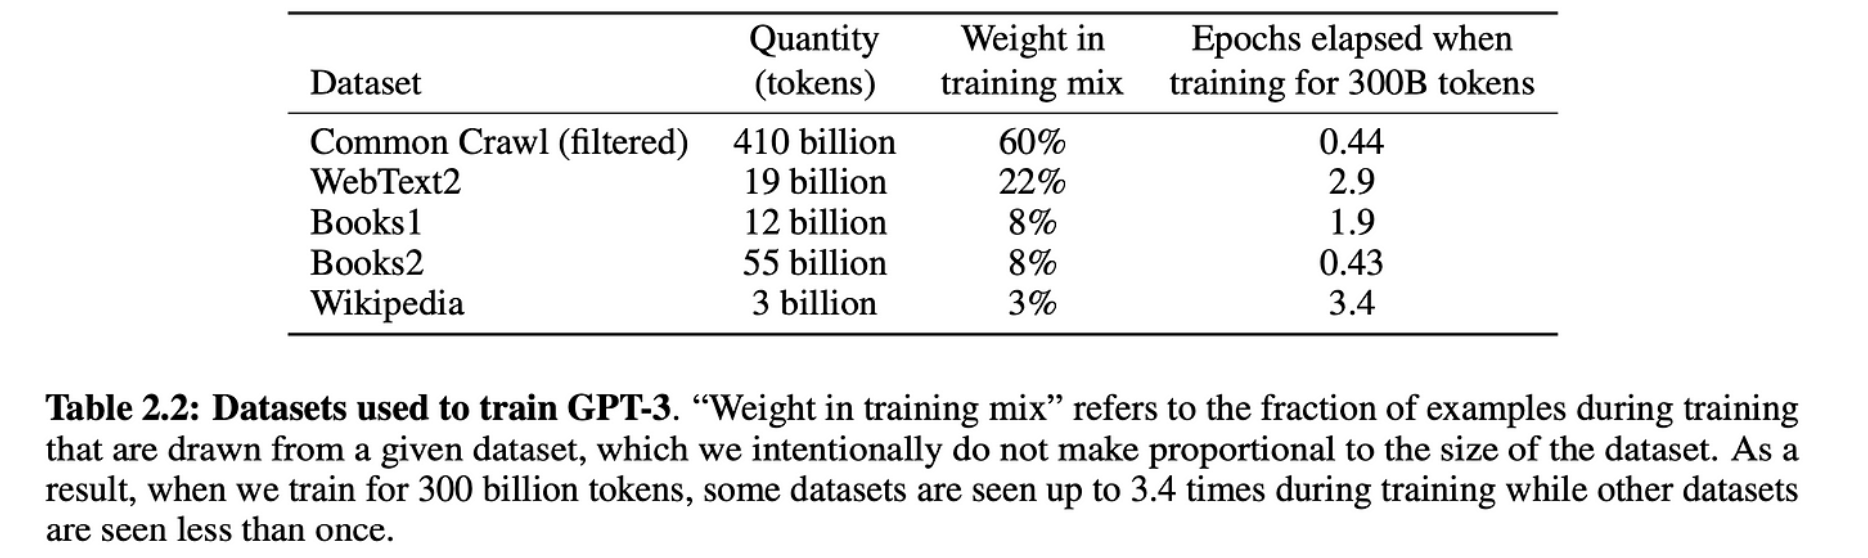 Dataset Quantity (tokens) Weight in training mix Epochs elapsed when training for 300B tokens
Common Crawl (filtered) 410 billion 60% 0.44
WebText2 19 billion 22% 2.9
Books1 12 billion 8% 1.9
Books2 55 billion 8% 0.43
Wikipedia 3 billion 3% 3.4
Table 2.2: Datasets used to train GPT-3. “Weight in training mix” refers to the fraction of examples during training
that are drawn from a given dataset, which we intentionally do not make proportional to the size of the dataset. As a
result, when we train for 300 billion tokens, some datasets are seen up to 3.4 times during training while other datasets
are seen less than once.